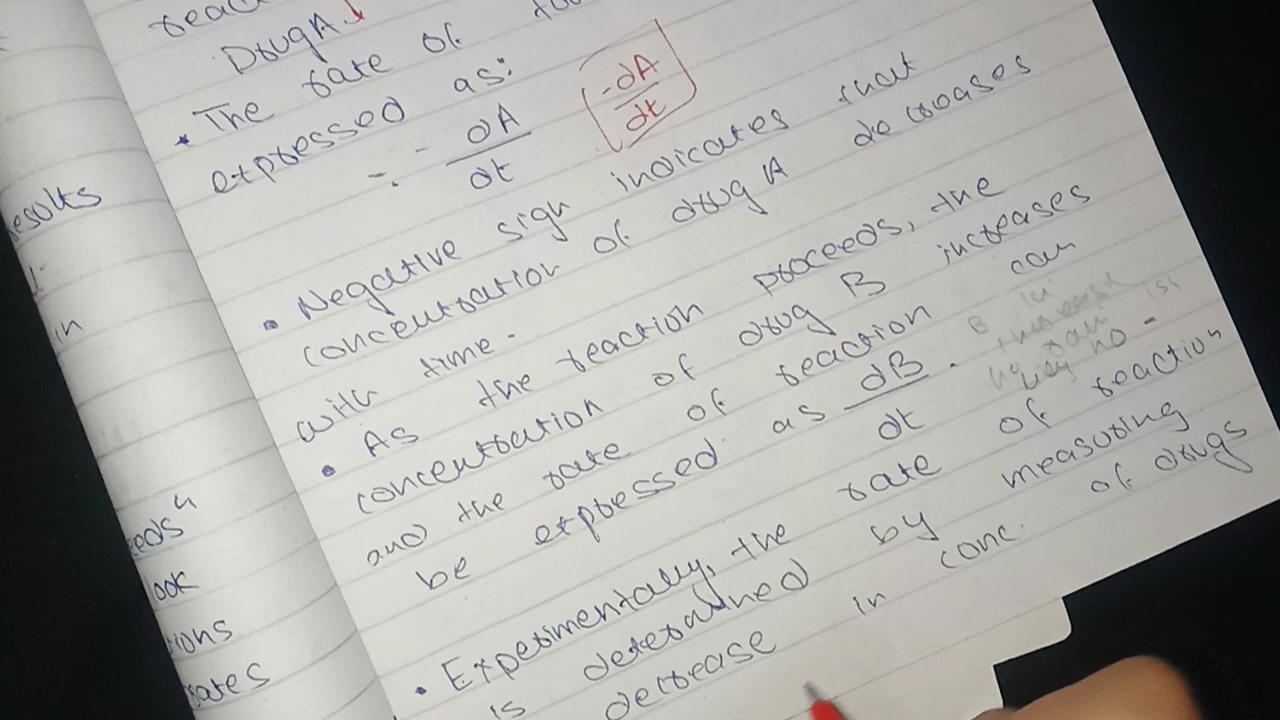 esults
in
eeds"
look
tions
rates
Drug A ↓
• The rate of
expressed as:
= - dA / dt
-dA / dt
• Negative sign indicates that
concentration of drug A decreases
with time.
• As the reaction proceeds, the
concentration of drug B increases
and the rate of reaction can
be expressed as dB / dt .
• Experimentally, the rate of reaction
is determined by measuring
decrease in conc. of drugs